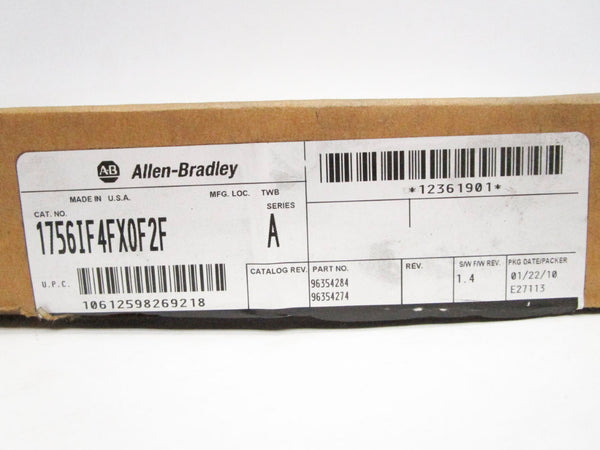 AB Allen-Bradley
MADE IN U.S.A. MFG. LOC. TWB
CAT. NO. SERIES
1756IF4FXOF2F A
U.P.C.
10612598269218
*12361901*
CATALOG REV. PART NO. REV. S/W F/W REV. PKG DATE/PACKER
96354284 1.4 01/22/10
96354274 E27113